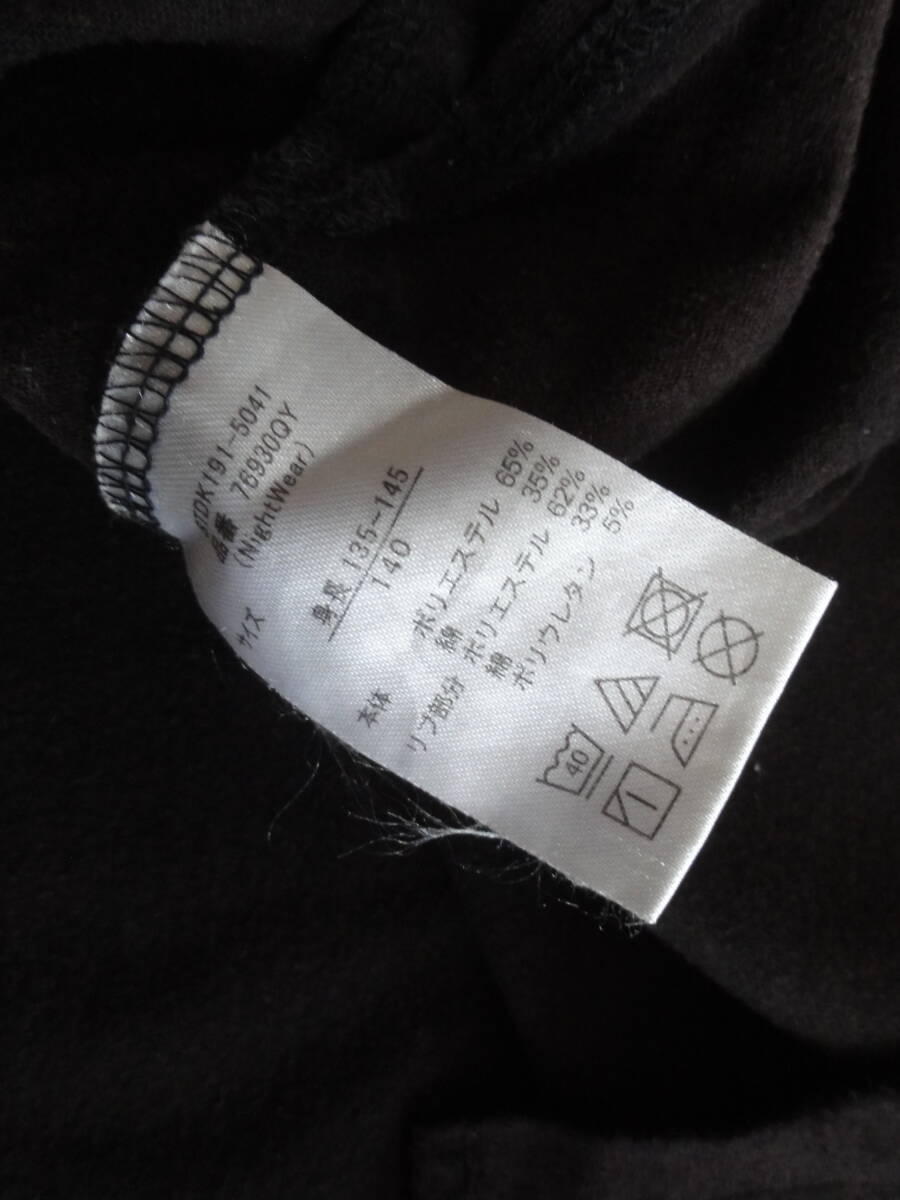 TDK191-5041
品番 76930QY
(NightWear)
サイズ
身長 135~145
140
本体 ポリエステル 65%
綿 35%
リブ部分 ポリエステル 62%
綿 33%
ポリウレタン 5%
40